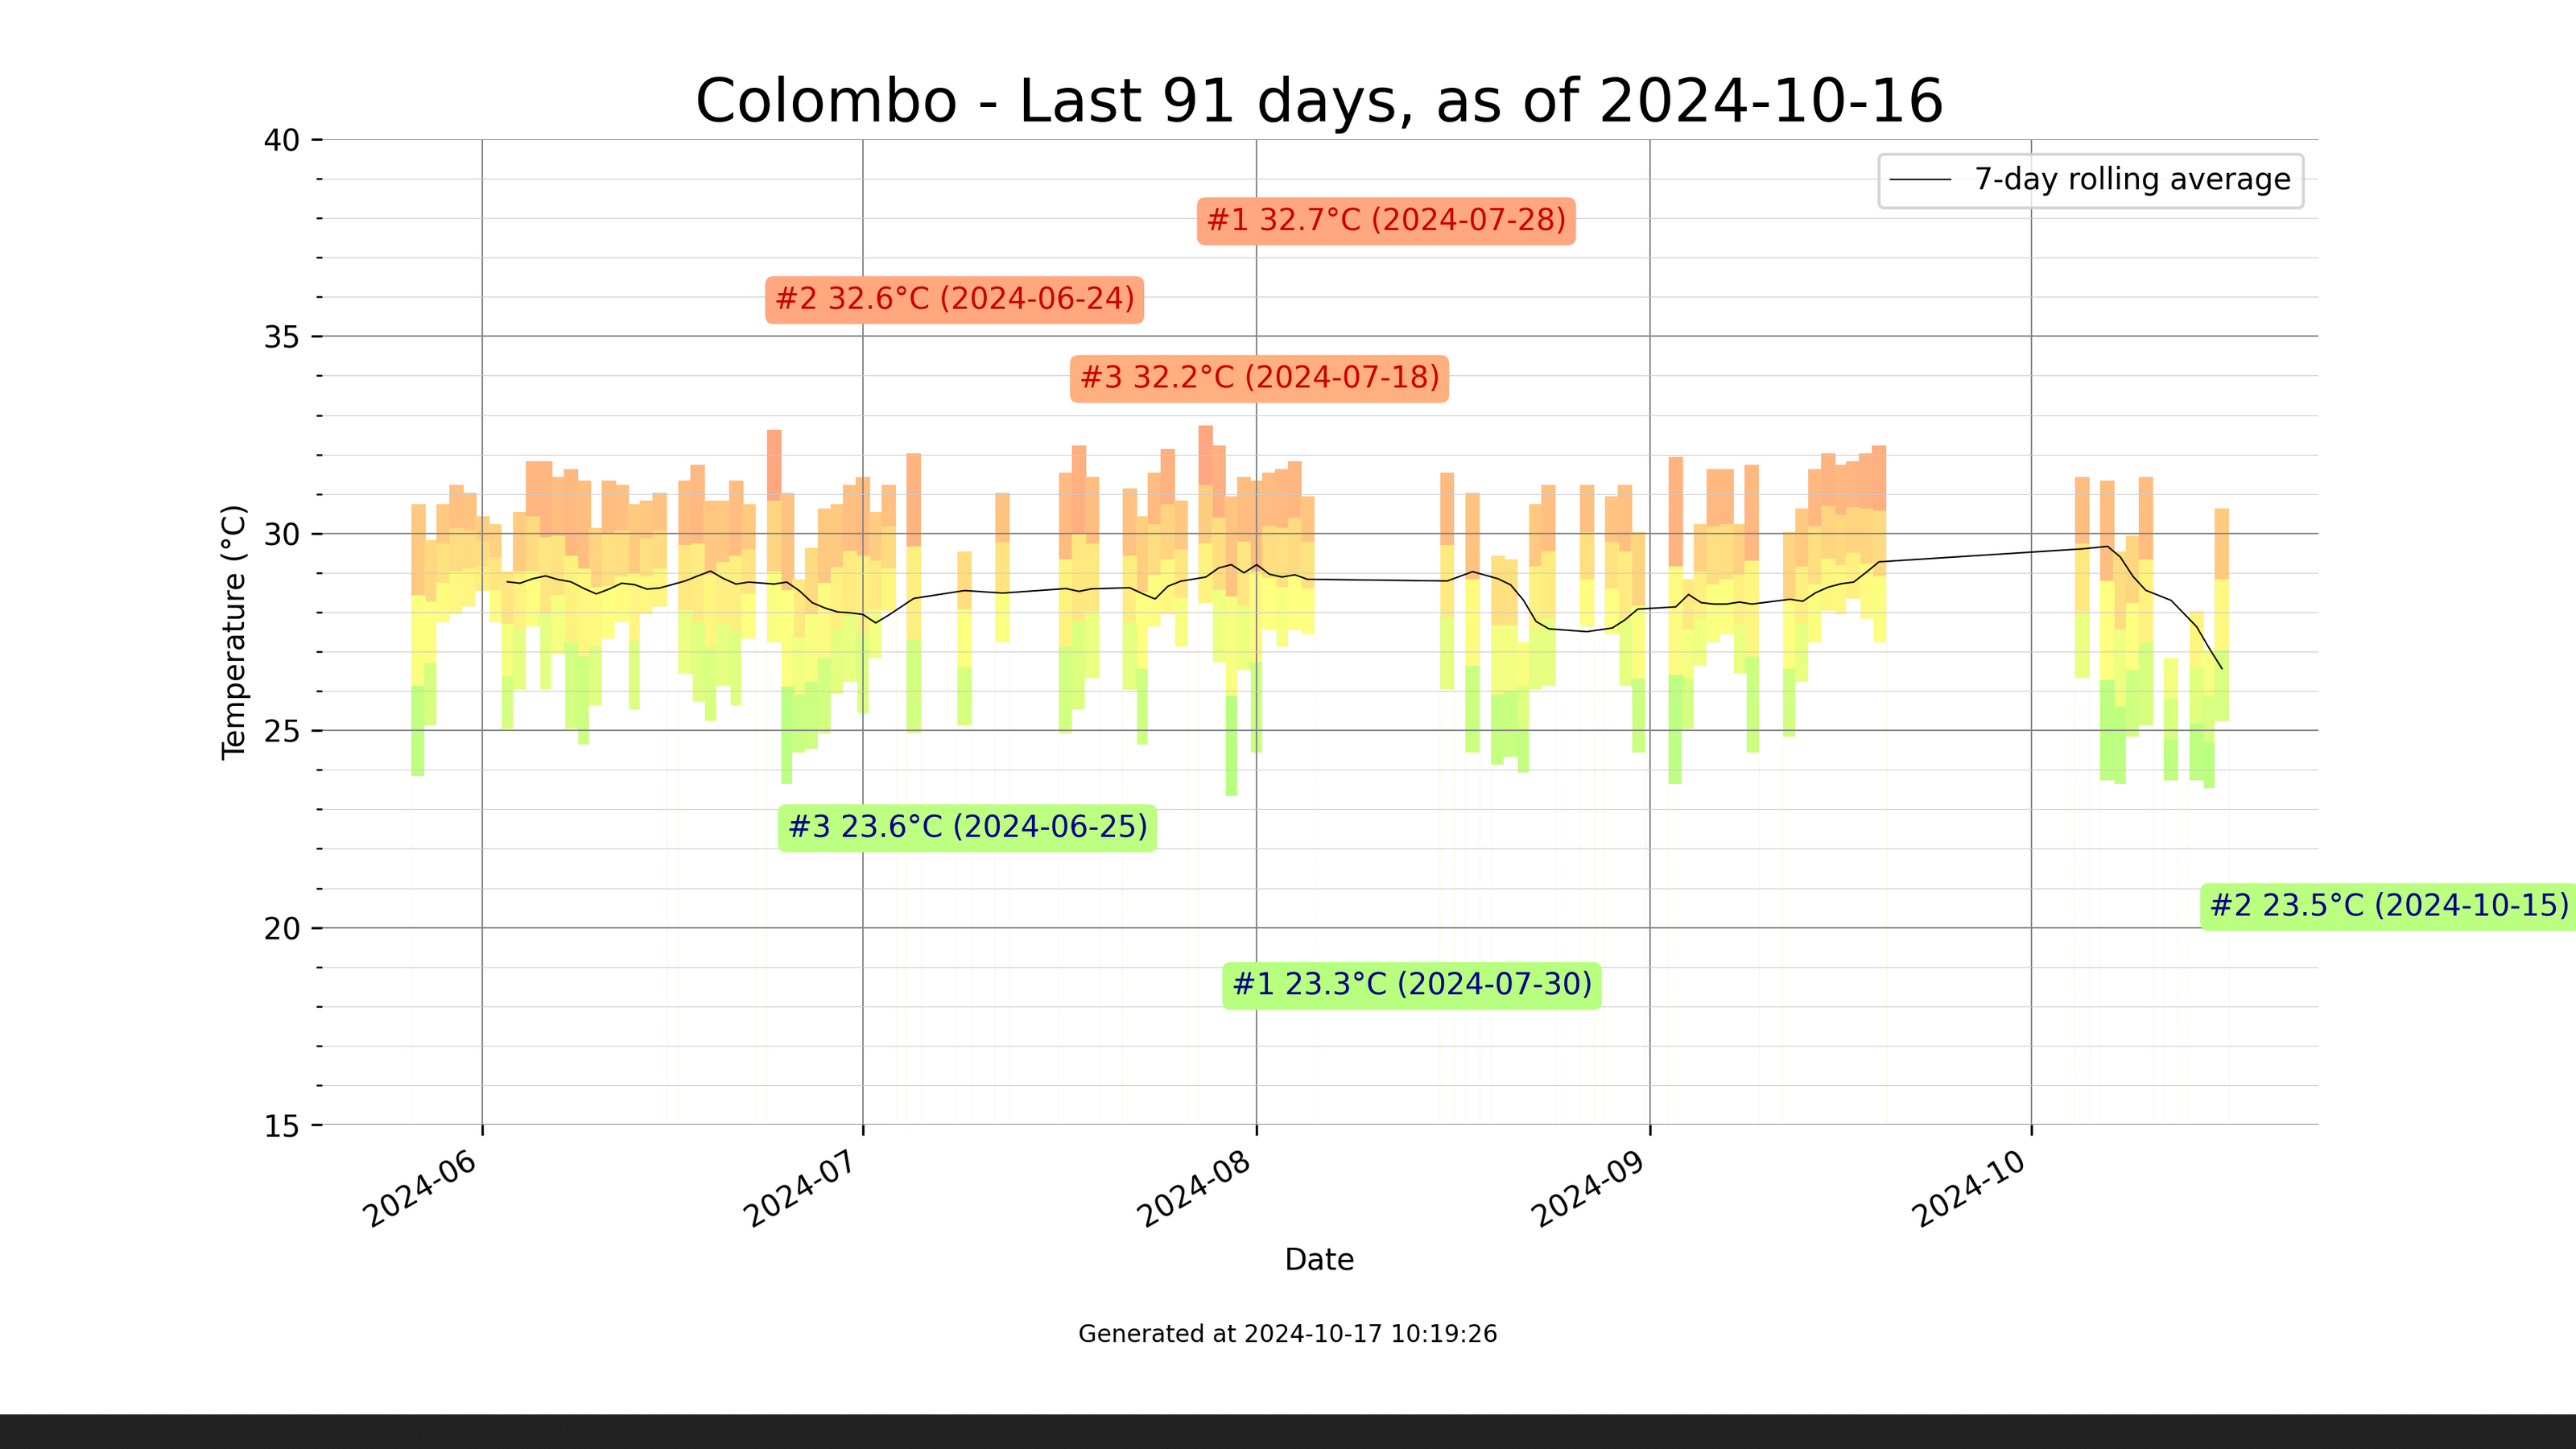 Colombo - Last 91 days, as of 2024-10-16
40
7-day rolling average
#1 32.7°C (2024-07-28)
#2 32.6°C (2024-06-24)
35
#3 32.2°C (2024-07-18)
30
Temperature (°C)
25
#3 23.6°C (2024-06-25)
#2 23.5°C (2024-10-15)
20
#1 23.3°C (2024-07-30)
15
2024-06
2024-07
2024-08
2024-09
2024-10
Date
Generated at 2024-10-17 10:19:26